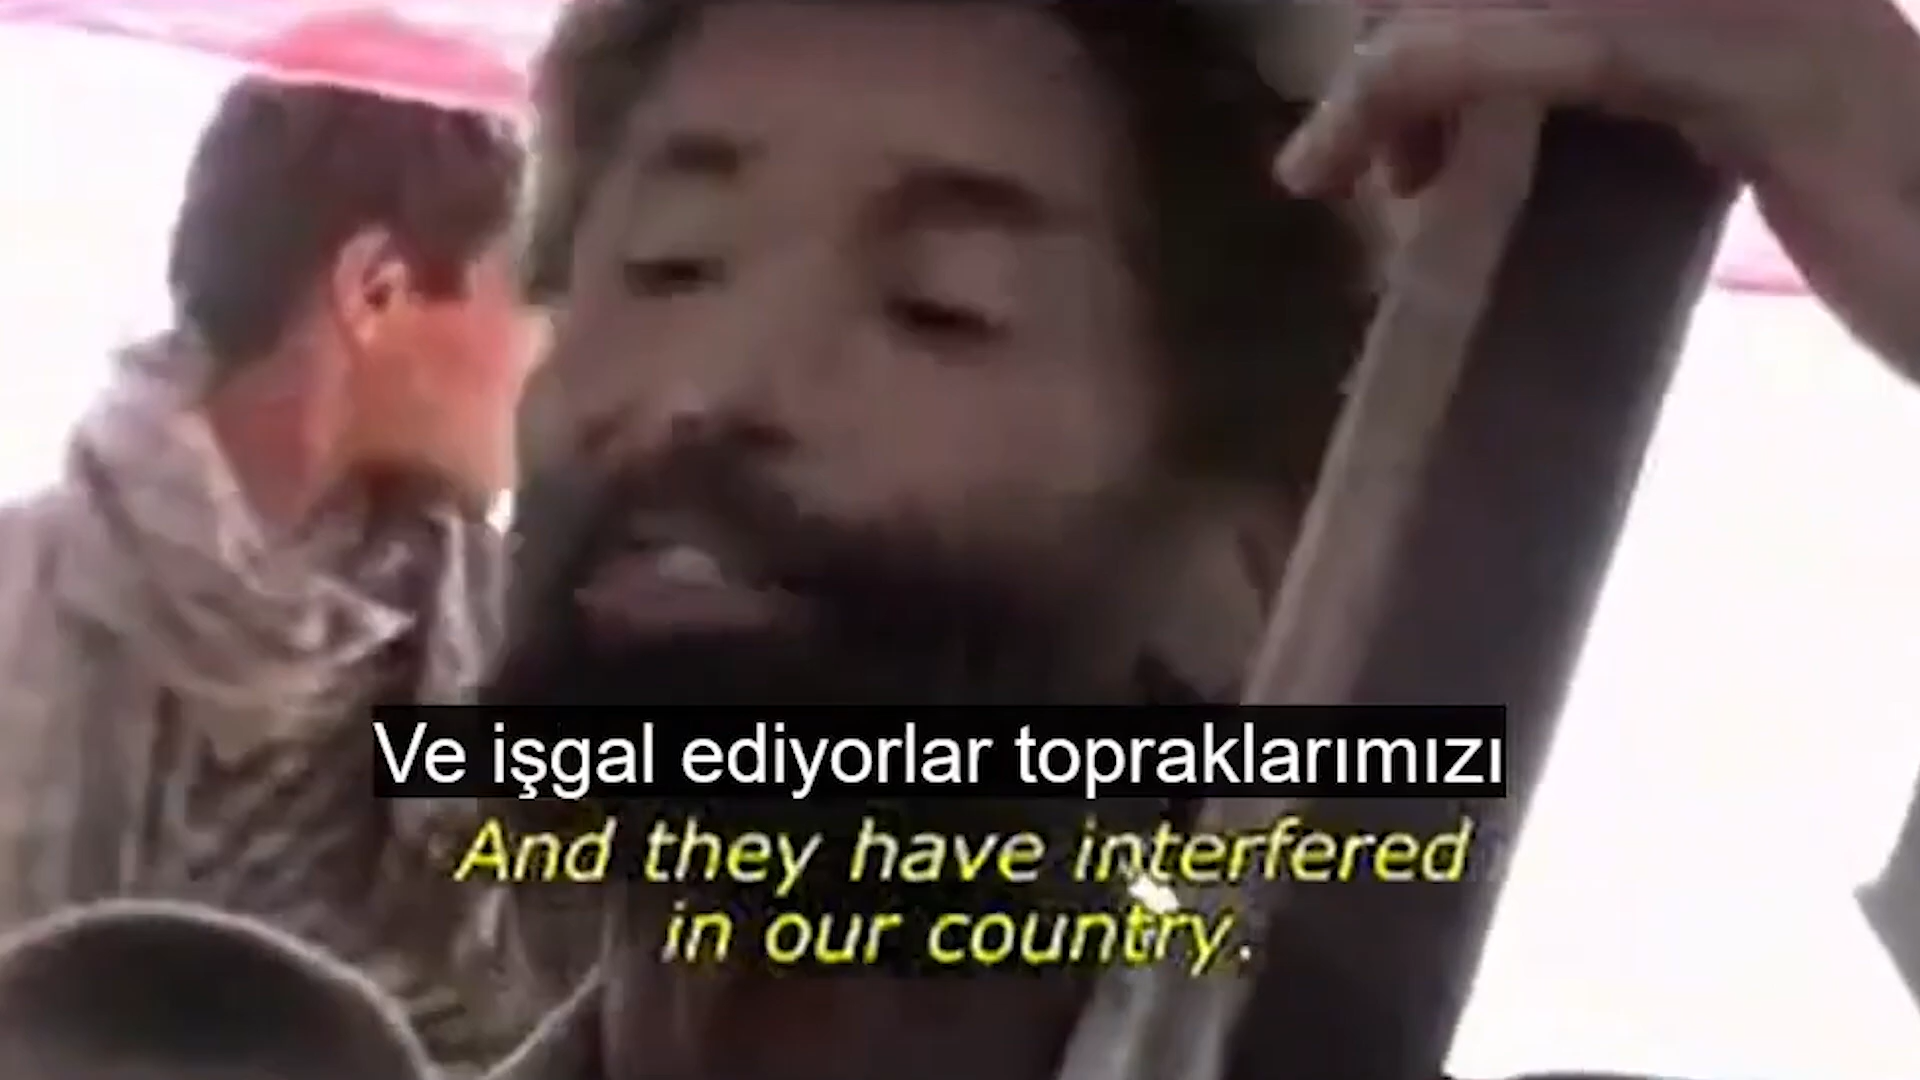 Ve işgal ediyorlar topraklarımızı
And they have interfered
in our country.